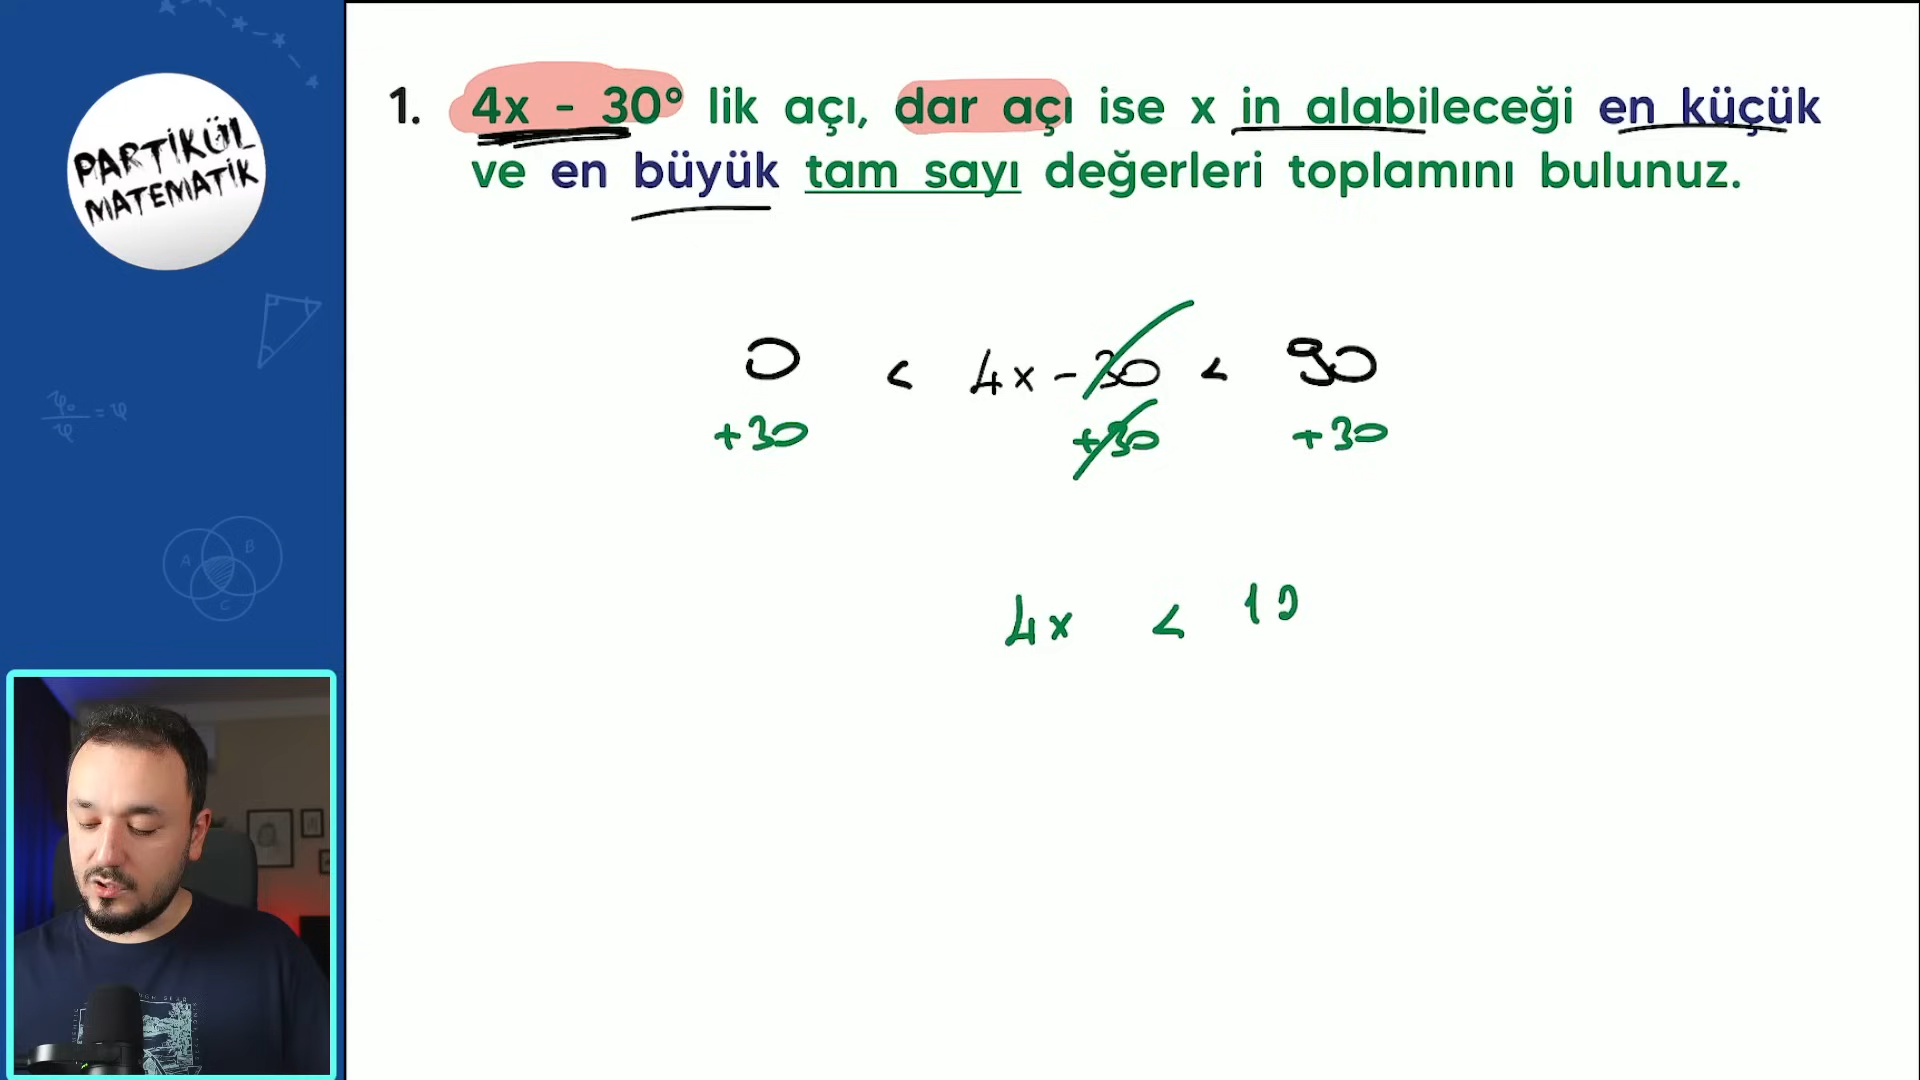 PARTİKÜL
MATEMATİK
1. 4x - 30° lik açı, dar açı ise x in alabileceği en küçük
ve en büyük tam sayı değerleri toplamını bulunuz.
0 < 4x - 30 < 90
+30 +30 +30
4x < 12
A B
C